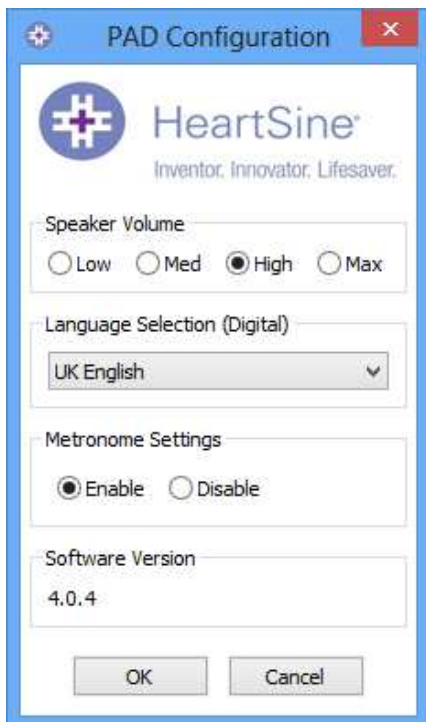 PAD Configuration
HeartSine®
Inventor. Innovator. Lifesaver.
Speaker Volume
Low Med High Max
Language Selection (Digital)
UK English
Metronome Settings
Enable Disable
Software Version
4.0.4
OK Cancel